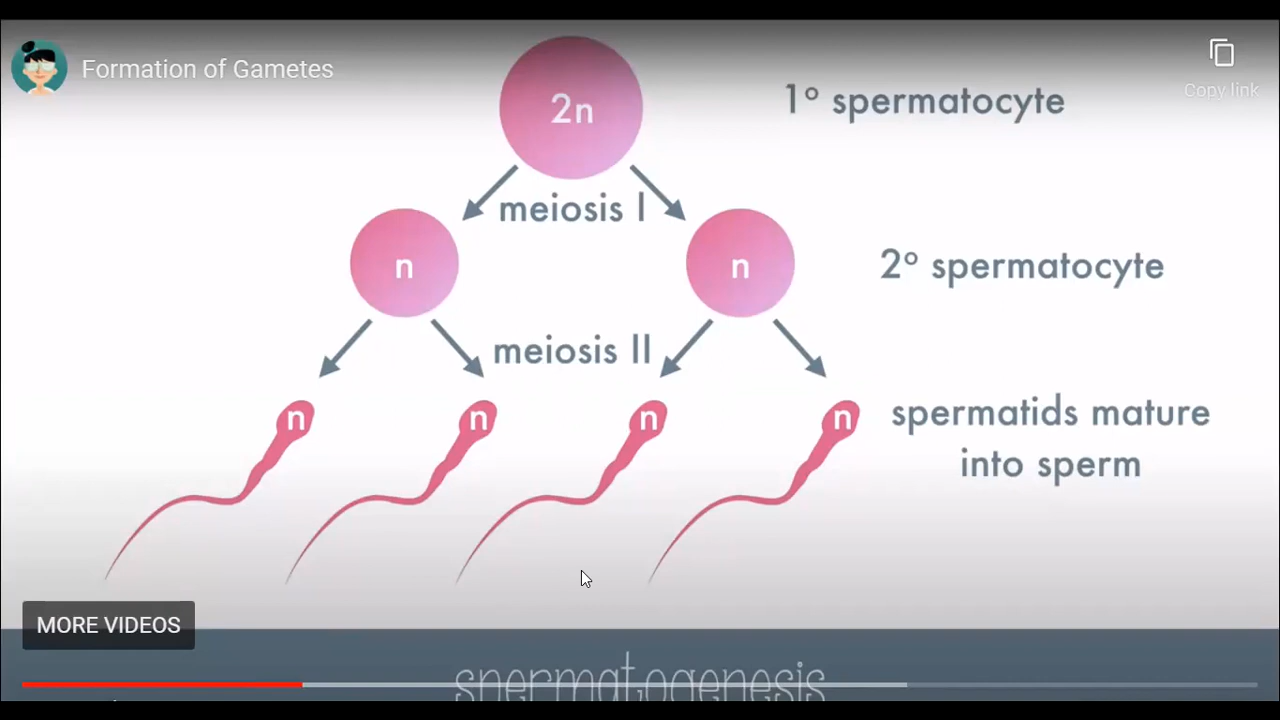 Formation of Gametes
Copy link
2n
1° spermatocyte
meiosis I
n
n
2° spermatocyte
meiosis II
n
n
n
n
spermatids mature
into sperm
MORE VIDEOS
spermatogenesis